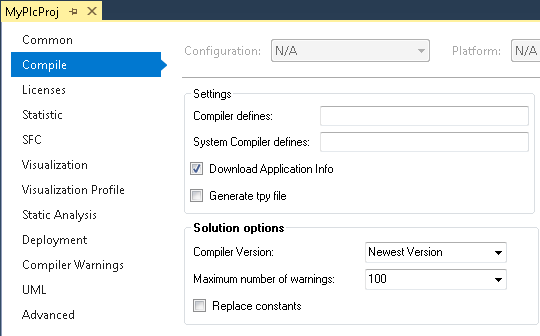 MyPlcProj
Common
Compile
Licenses
Statistic
SFC
Visualization
Visualization Profile
Static Analysis
Deployment
Compiler Warnings
UML
Advanced
Configuration: N/A Platform: N/A
Settings
Compiler defines:
System Compiler defines:
Download Application Info
Generate tpy file
Solution options
Compiler Version: Newest Version
Maximum number of warnings: 100
Replace constants